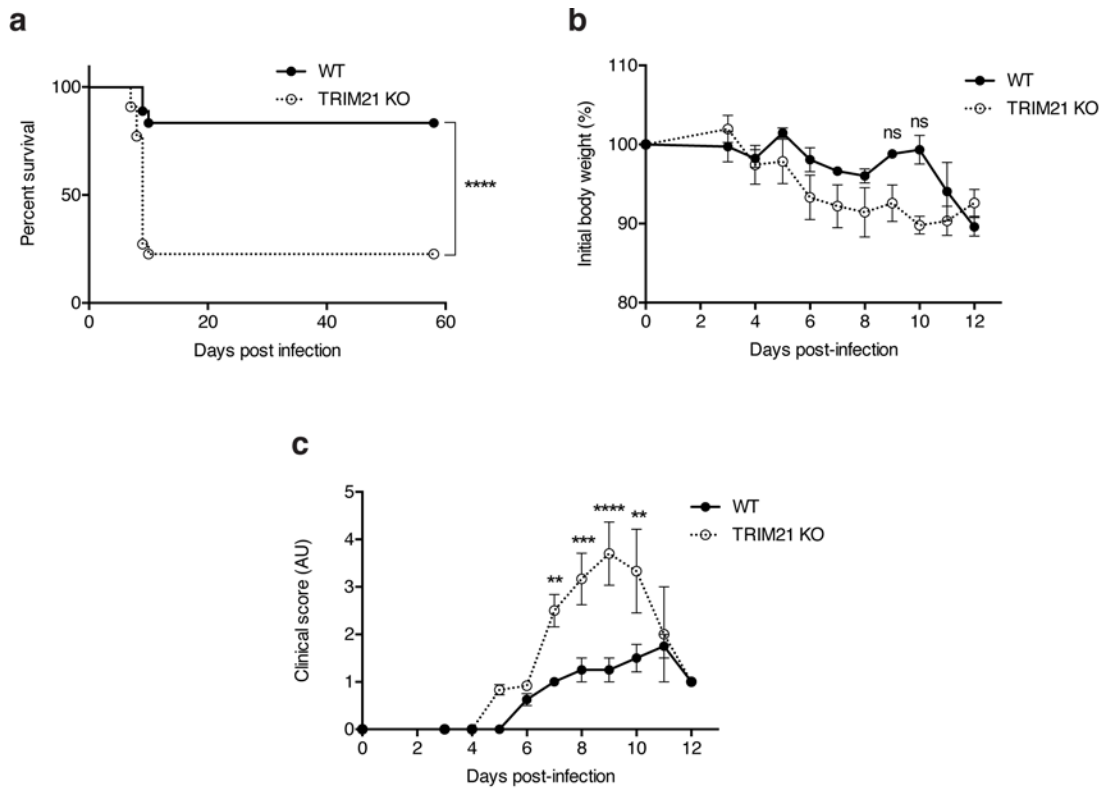 a
WT
TRIM21 KO
100
50
0
Percent survival
****
0 20 40 60
Days post infection
b
WT
TRIM21 KO
110
100
90
80
Initial body weight (%)
ns ns
0 2 4 6 8 10 12
Days post-infection
c
WT
TRIM21 KO
5
4
3
2
1
0
Clinical score (AU)
** *** **** **
0 2 4 6 8 10 12
Days post-infection